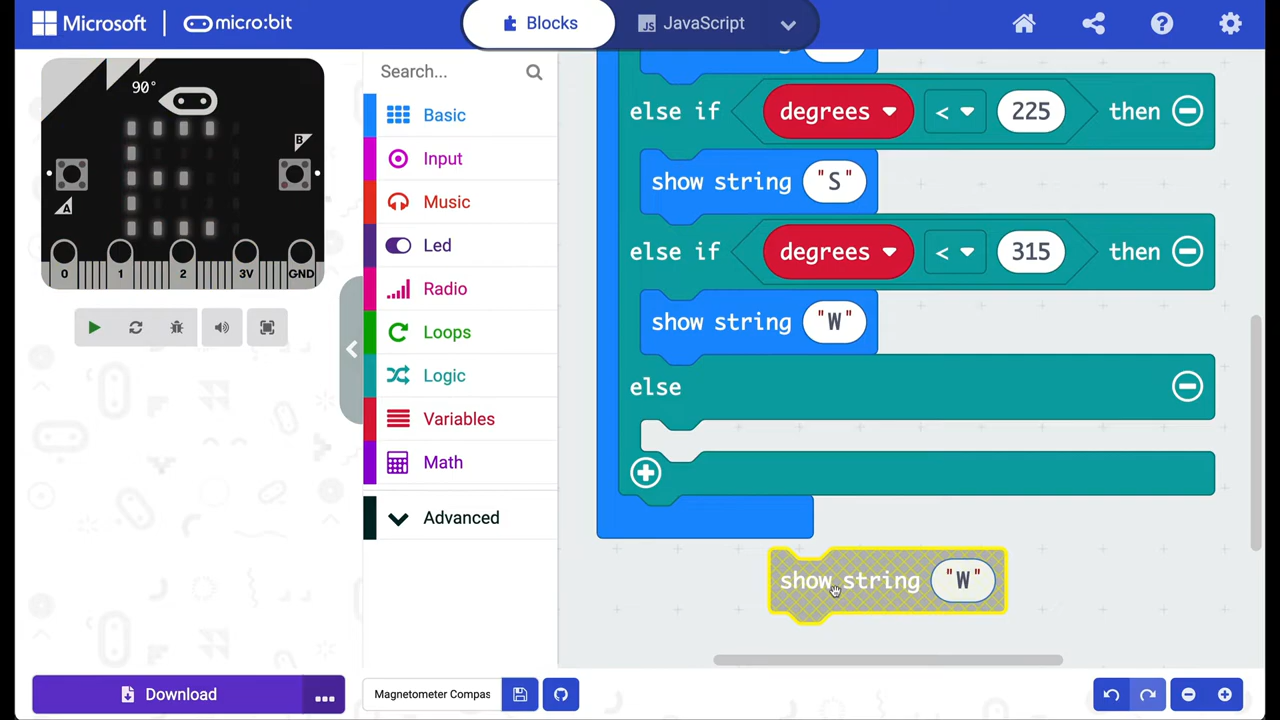 Microsoft
micro:bit
Blocks
JavaScript
90°
B
A
0 1 2 3V GND
Download
...
Search...
Basic
Input
Music
Led
Radio
Loops
Logic
Variables
Math
Advanced
else if degrees < 225 then
show string "S"
else if degrees < 315 then
show string "W"
else
show string "W"
Magnetometer Compas